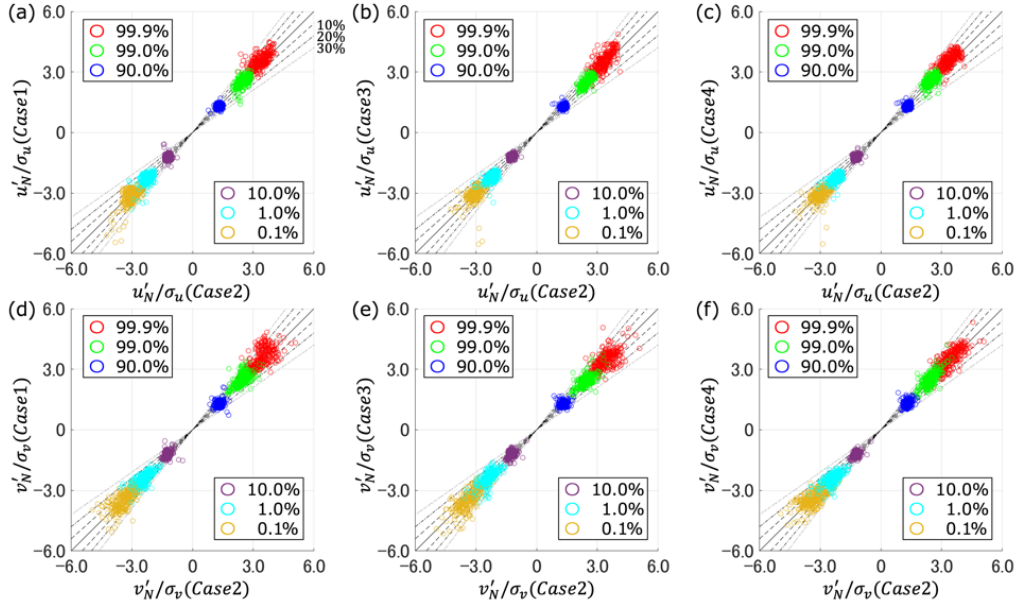 (a)
6.0
3.0
0
−3.0
−6.0
99.9%
99.0%
90.0%
10%
20%
30%
10.0%
1.0%
0.1%
−6.0 −3.0 0 3.0 6.0
u′N/σu(Case1)
u′N/σu(Case2)
(b)
6.0
3.0
0
−3.0
−6.0
99.9%
99.0%
90.0%
10.0%
1.0%
0.1%
−6.0 −3.0 0 3.0 6.0
u′N/σu(Case3)
u′N/σu(Case2)
(c)
6.0
3.0
0
−3.0
−6.0
99.9%
99.0%
90.0%
10.0%
1.0%
0.1%
−6.0 −3.0 0 3.0 6.0
u′N/σu(Case4)
u′N/σu(Case2)
(d)
6.0
3.0
0
−3.0
−6.0
99.9%
99.0%
90.0%
10.0%
1.0%
0.1%
−6.0 −3.0 0 3.0 6.0
v′N/σv(Case1)
v′N/σv(Case2)
(e)
6.0
3.0
0
−3.0
−6.0
99.9%
99.0%
90.0%
10.0%
1.0%
0.1%
−6.0 −3.0 0 3.0 6.0
v′N/σv(Case3)
v′N/σv(Case2)
(f)
6.0
3.0
0
−3.0
−6.0
99.9%
99.0%
90.0%
10.0%
1.0%
0.1%
−6.0 −3.0 0 3.0 6.0
v′N/σv(Case4)
v′N/σv(Case2)